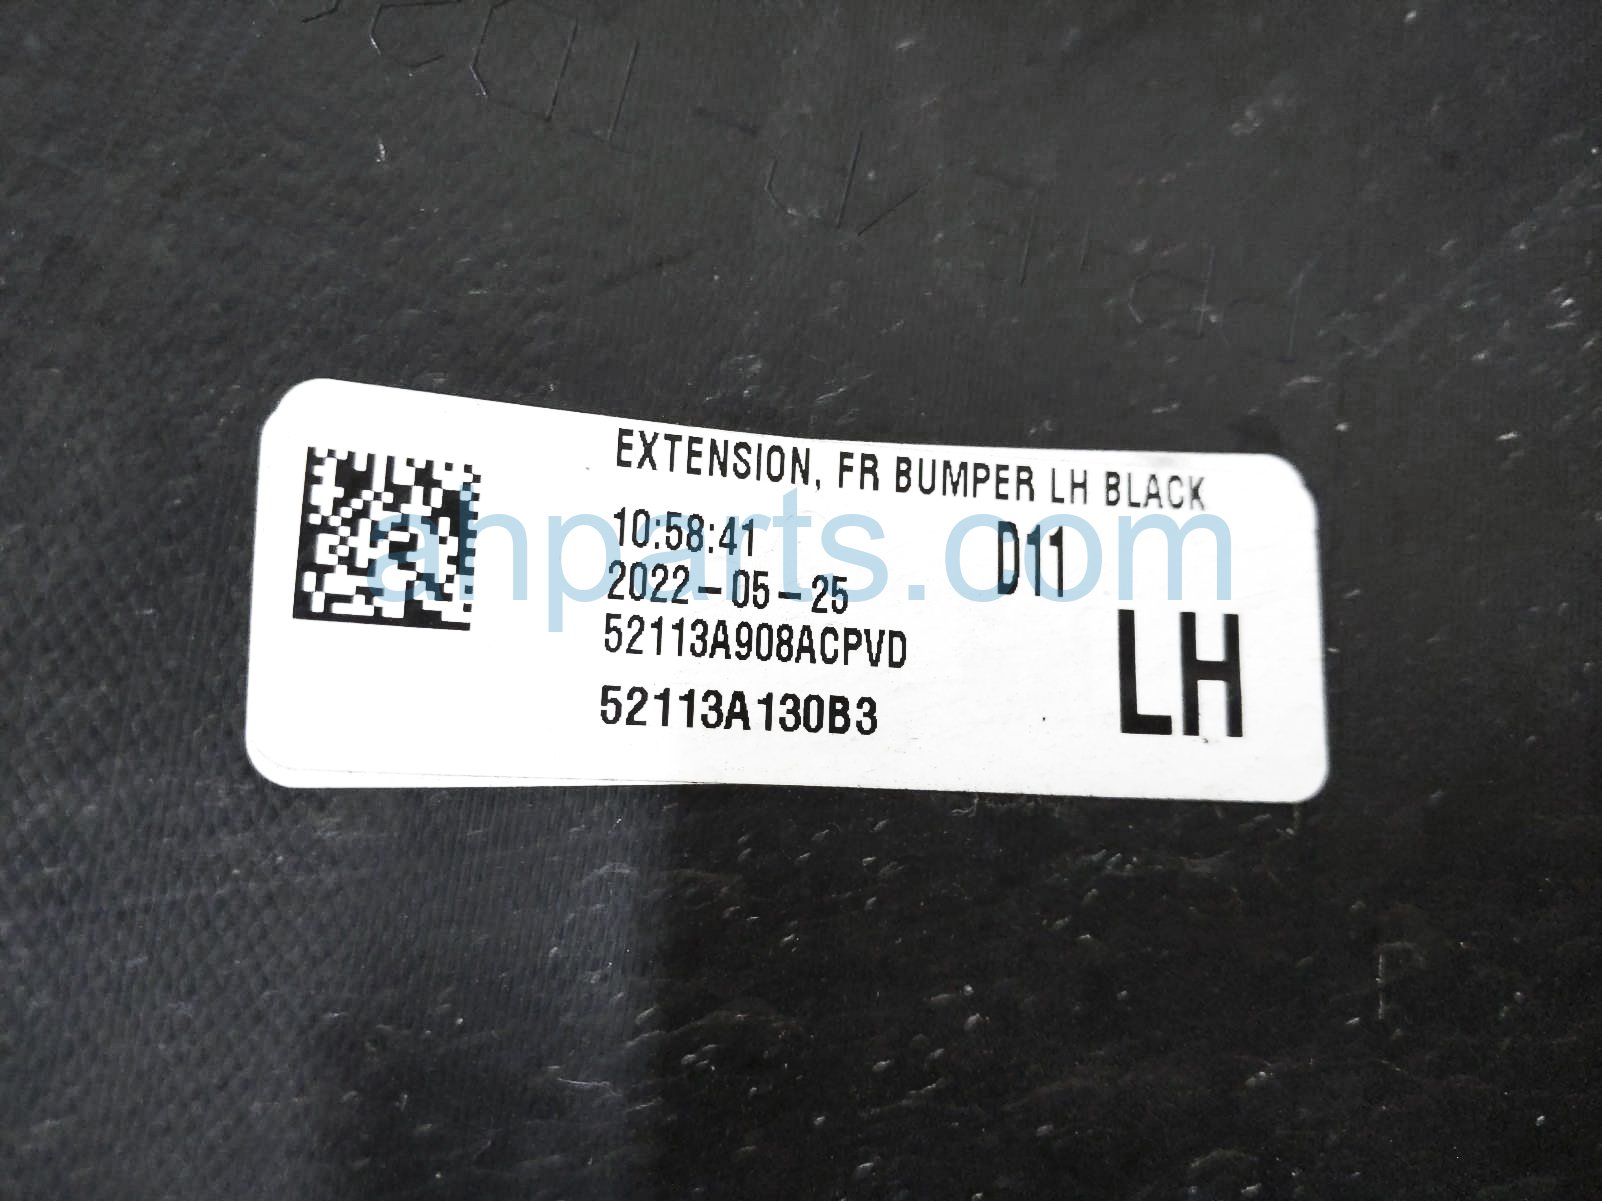 EXTENSION, FR BUMPER LH BLACK
10:58:41 D11
2022-05-25
52113A908ACPVD LH
52113A130B3
ahparts.com